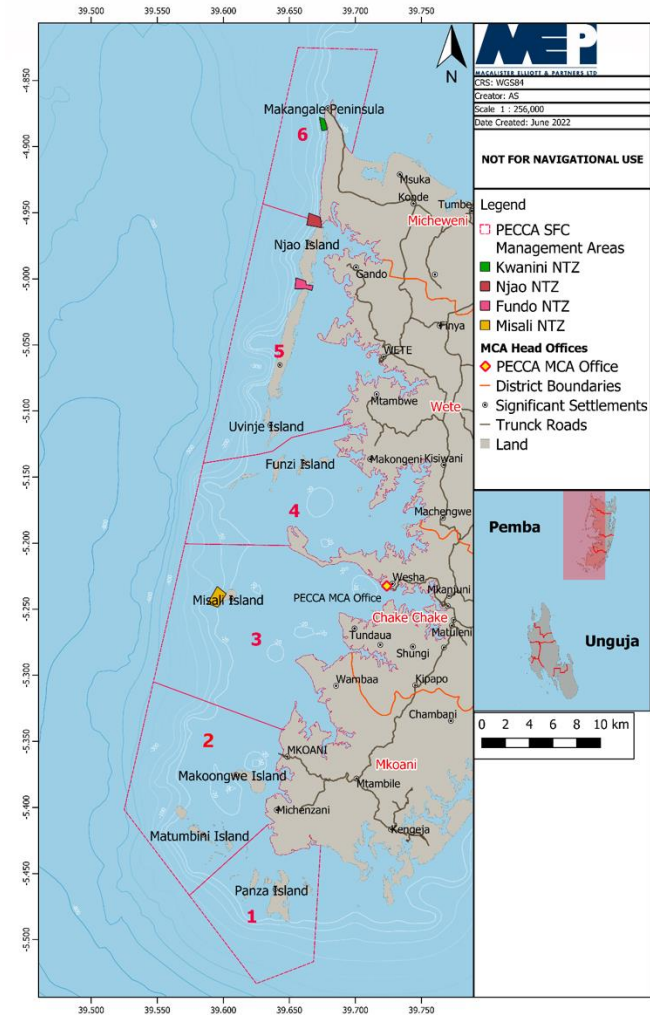 39.500
39.550
39.600
39.650
39.700
39.750
-4.850
-4.900
-4.950
-5.000
-5.050
-5.100
-5.150
-5.200
-5.250
-5.300
-5.350
-5.400
-5.450
-5.500
N
Makangale Peninsula
6
Msuka
Konde
Tumbe
Micheweni
Njao Island
Gando
Finya
5
WETE
Mtambwe
Wete
Uvinje Island
Funzi Island
Makongeni
Kisiwani
4
Machengwe
Wesha
Misali Island
PECCA MCA Office
Mkanjuni
Chake Chake
3
Tundaua
Matuleni
Shungi
Wambaa
Kipapo
2
Chambani
MKOANI
Mkoani
Makoongwe Island
Mtambile
Michenzani
Matumbini Island
Kengeja
Panza Island
1
39.500
39.550
39.600
39.650
39.700
39.750
MEP
MACALISTER ELLIOTT & PARTNERS LTD
CRS: WGS84
Creator: AS
Scale 1 : 256,000
Date Created: June 2022
NOT FOR NAVIGATIONAL USE
Legend
PECCA SFC
Management Areas
Kwanini NTZ
Njao NTZ
Fundo NTZ
Misali NTZ
MCA Head Offices
PECCA MCA Office
District Boundaries
Significant Settlements
Trunck Roads
Land
Pemba
Unguja
0 2 4 6 8 10 km